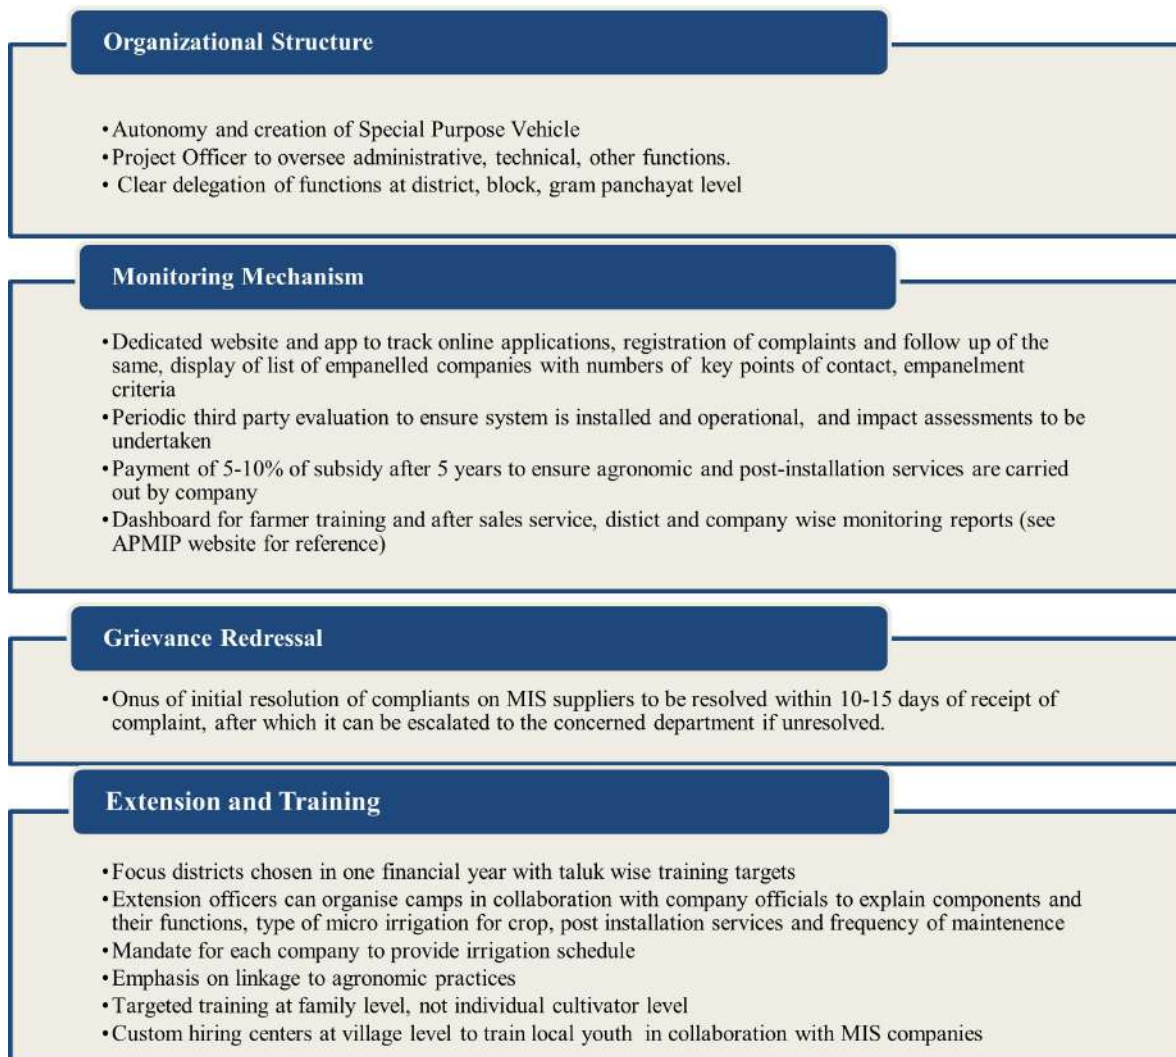 Organizational Structure
•Autonomy and creation of Special Purpose Vehicle
•Project Officer to oversee administrative, technical, other functions.
• Clear delegation of functions at district, block, gram panchayat level
Monitoring Mechanism
•Dedicated website and app to track online applications, registration of complaints and follow up of the
same, display of list of empanelled companies with numbers of key points of contact, empanelment
criteria
•Periodic third party evaluation to ensure system is installed and operational, and impact assessments to be
undertaken
•Payment of 5-10% of subsidy after 5 years to ensure agronomic and post-installation services are carried
out by company
•Dashboard for farmer training and after sales service, distict and company wise monitoring reports (see
APMIP website for reference)
Grievance Redressal
•Onus of initial resolution of compliants on MIS suppliers to be resolved within 10-15 days of receipt of
complaint, after which it can be escalated to the concerned department if unresolved.
Extension and Training
•Focus districts chosen in one financial year with taluk wise training targets
•Extension officers can organise camps in collaboration with company officials to explain components and
their functions, type of micro irrigation for crop, post installation services and frequency of maintenence
•Mandate for each company to provide irrigation schedule
•Emphasis on linkage to agronomic practices
•Targeted training at family level, not individual cultivator level
•Custom hiring centers at village level to train local youth in collaboration with MIS companies